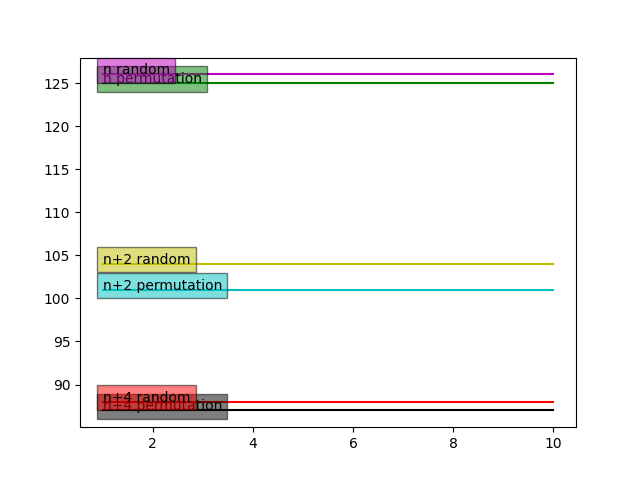 n random
n permutation
125
120
115
110
n+2 random
105
n+2 permutation
100
95
90
n+4 random
n+4 permutation
2
4
6
8
10